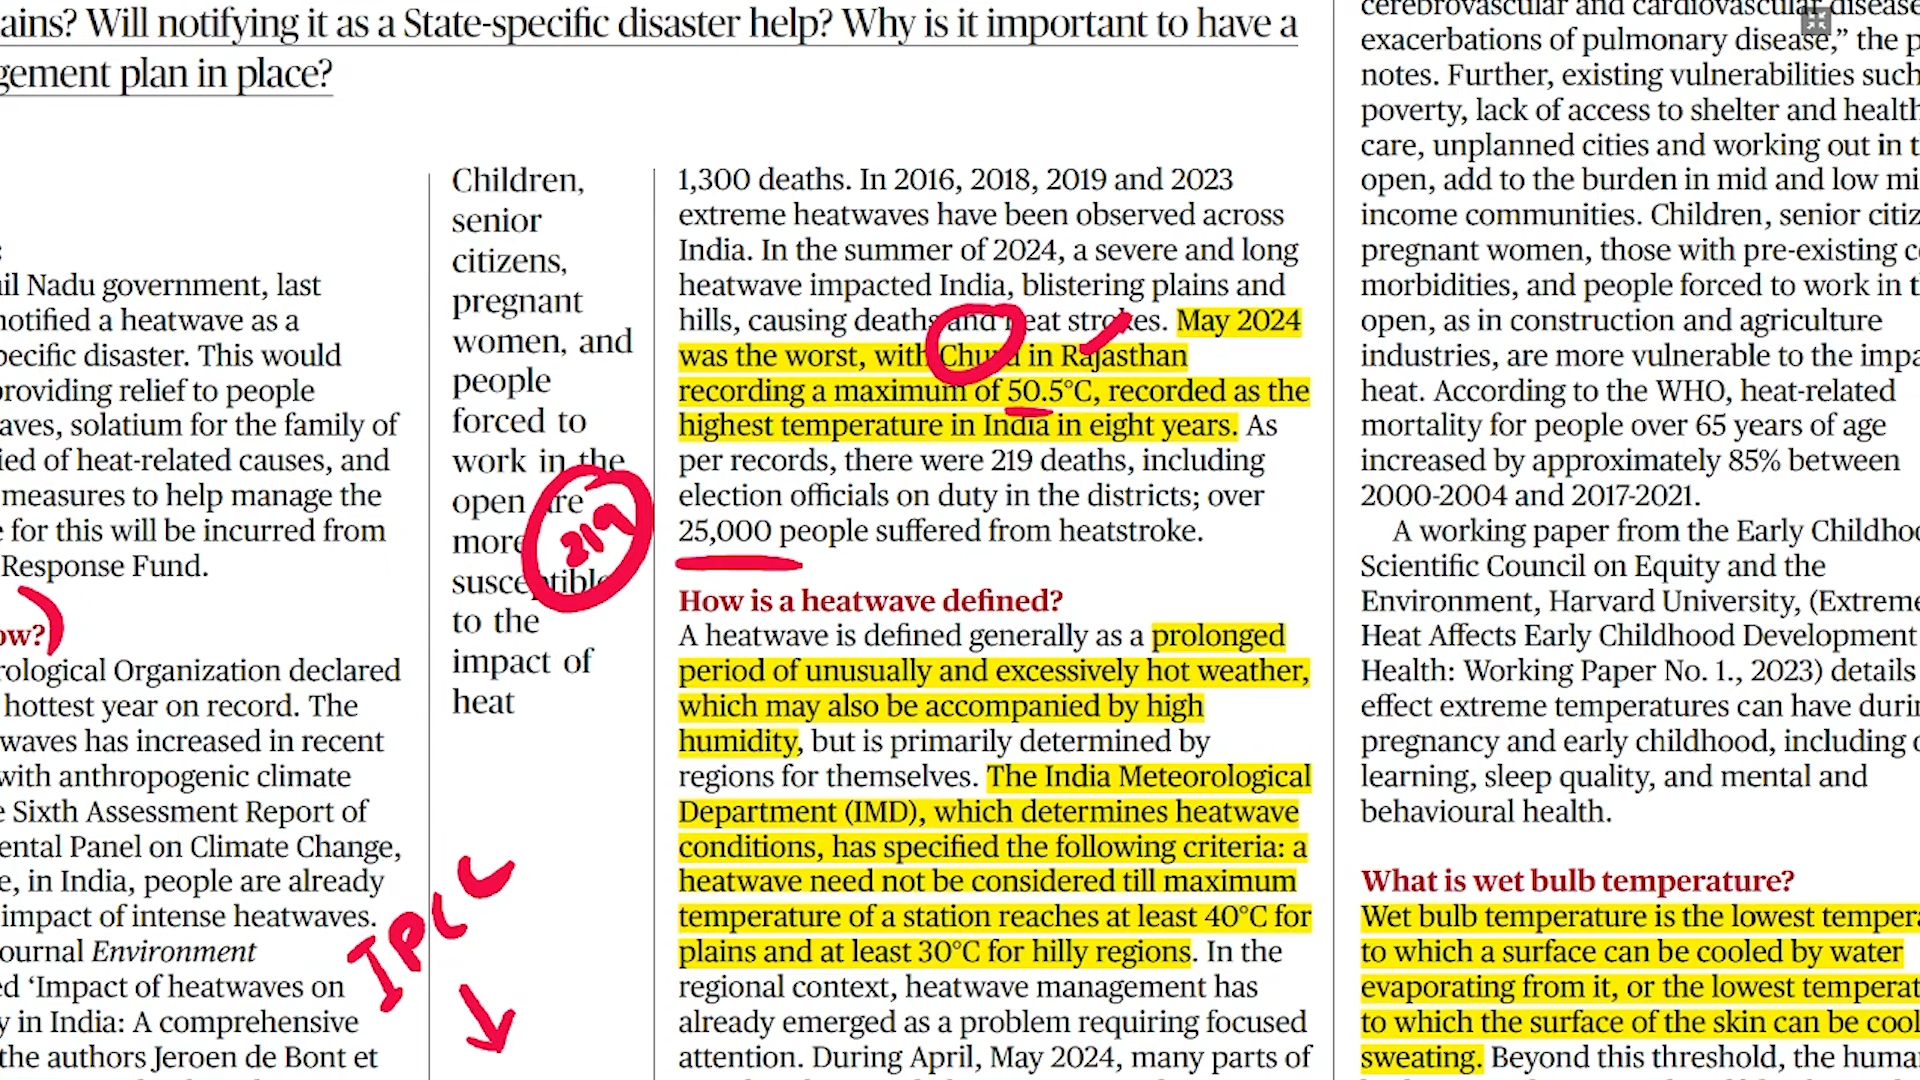 ains? Will notifying it as a State-specific disaster help? Why is it important to have a
gement plan in place?
il Nadu government, last
notified a heatwave as a
pecific disaster. This would
providing relief to people
aves, solatium for the family of
ied of heat-related causes, and
measures to help manage the
e for this will be incurred from
Response Fund.
ow?
rological Organization declared
hottest year on record. The
waves has increased in recent
with anthropogenic climate
e Sixth Assessment Report of
ental Panel on Climate Change,
e, in India, people are already
impact of intense heatwaves.
ournal Environment
ed ‘Impact of heatwaves on
y in India: A comprehensive
the authors Jeroen de Bont et
IPCC
Children,
senior
citizens,
pregnant
women, and
people
forced to
work in the
open are
more
susceptible
to the
impact of
heat
219
1,300 deaths. In 2016, 2018, 2019 and 2023
extreme heatwaves have been observed across
India. In the summer of 2024, a severe and long
heatwave impacted India, blistering plains and
hills, causing deaths and heat strokes. May 2024
was the worst, with Churu in Rajasthan
recording a maximum of 50.5°C, recorded as the
highest temperature in India in eight years. As
per records, there were 219 deaths, including
election officials on duty in the districts; over
25,000 people suffered from heatstroke.
How is a heatwave defined?
A heatwave is defined generally as a prolonged
period of unusually and excessively hot weather,
which may also be accompanied by high
humidity, but is primarily determined by
regions for themselves. The India Meteorological
Department (IMD), which determines heatwave
conditions, has specified the following criteria: a
heatwave need not be considered till maximum
temperature of a station reaches at least 40°C for
plains and at least 30°C for hilly regions. In the
regional context, heatwave management has
already emerged as a problem requiring focused
attention. During April, May 2024, many parts of
cerebrovascular and cardiovascular disease
exacerbations of pulmonary disease,” the p
notes. Further, existing vulnerabilities such
poverty, lack of access to shelter and health
care, unplanned cities and working out in t
open, add to the burden in mid and low mi
income communities. Children, senior citiz
pregnant women, those with pre-existing c
morbidities, and people forced to work in t
open, as in construction and agriculture
industries, are more vulnerable to the impa
heat. According to the WHO, heat-related
mortality for people over 65 years of age
increased by approximately 85% between
2000-2004 and 2017-2021.
A working paper from the Early Childhoo
Scientific Council on Equity and the
Environment, Harvard University, (Extreme
Heat Affects Early Childhood Development
Health: Working Paper No. 1., 2023) details
effect extreme temperatures can have durin
pregnancy and early childhood, including o
learning, sleep quality, and mental and
behavioural health.
What is wet bulb temperature?
Wet bulb temperature is the lowest tempera
to which a surface can be cooled by water
evaporating from it, or the lowest temperat
to which the surface of the skin can be cool
sweating. Beyond this threshold, the huma